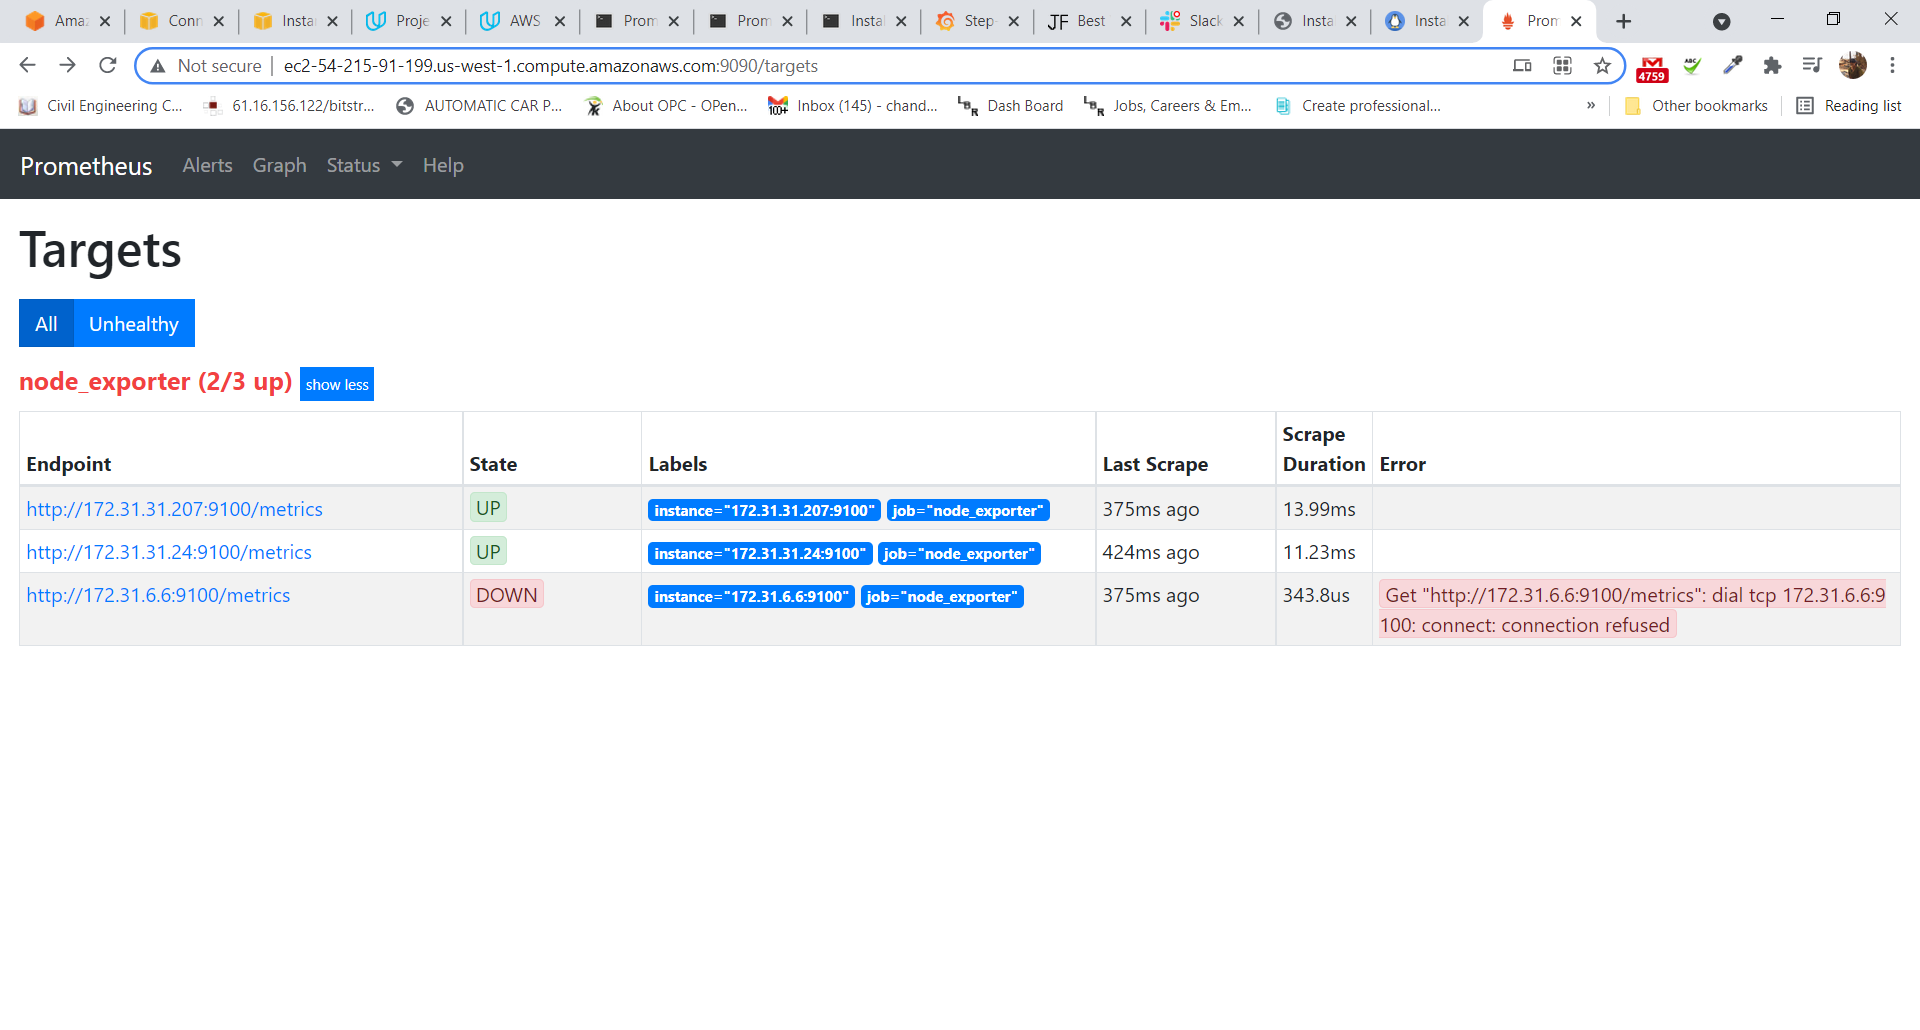 Amaz
Conn
Instan
Proje
AWS
Prom
Prom
Instal
Step-
Best
Slack
Insta
Insta
Prom
Not secure
ec2-54-215-91-199.us-west-1.compute.amazonaws.com:9090/targets
4759
Civil Engineering C...
61.16.156.122/bitstr...
AUTOMATIC CAR P...
About OPC - OPen...
100+
Inbox (145) - chand...
Dash Board
Jobs, Careers & Em...
Create professional...
»
Other bookmarks
Reading list
Prometheus
Alerts
Graph
Status
Help
Targets
All
Unhealthy
node_exporter (2/3 up)
show less
Endpoint
State
Labels
Last Scrape
Scrape
Duration
Error
http://172.31.31.207:9100/metrics
UP
instance="172.31.31.207:9100"
job="node_exporter"
375ms ago
13.99ms
http://172.31.31.24:9100/metrics
UP
instance="172.31.31.24:9100"
job="node_exporter"
424ms ago
11.23ms
http://172.31.6.6:9100/metrics
DOWN
instance="172.31.6.6:9100"
job="node_exporter"
375ms ago
343.8us
Get "http://172.31.6.6:9100/metrics": dial tcp 172.31.6.6:9
100: connect: connection refused